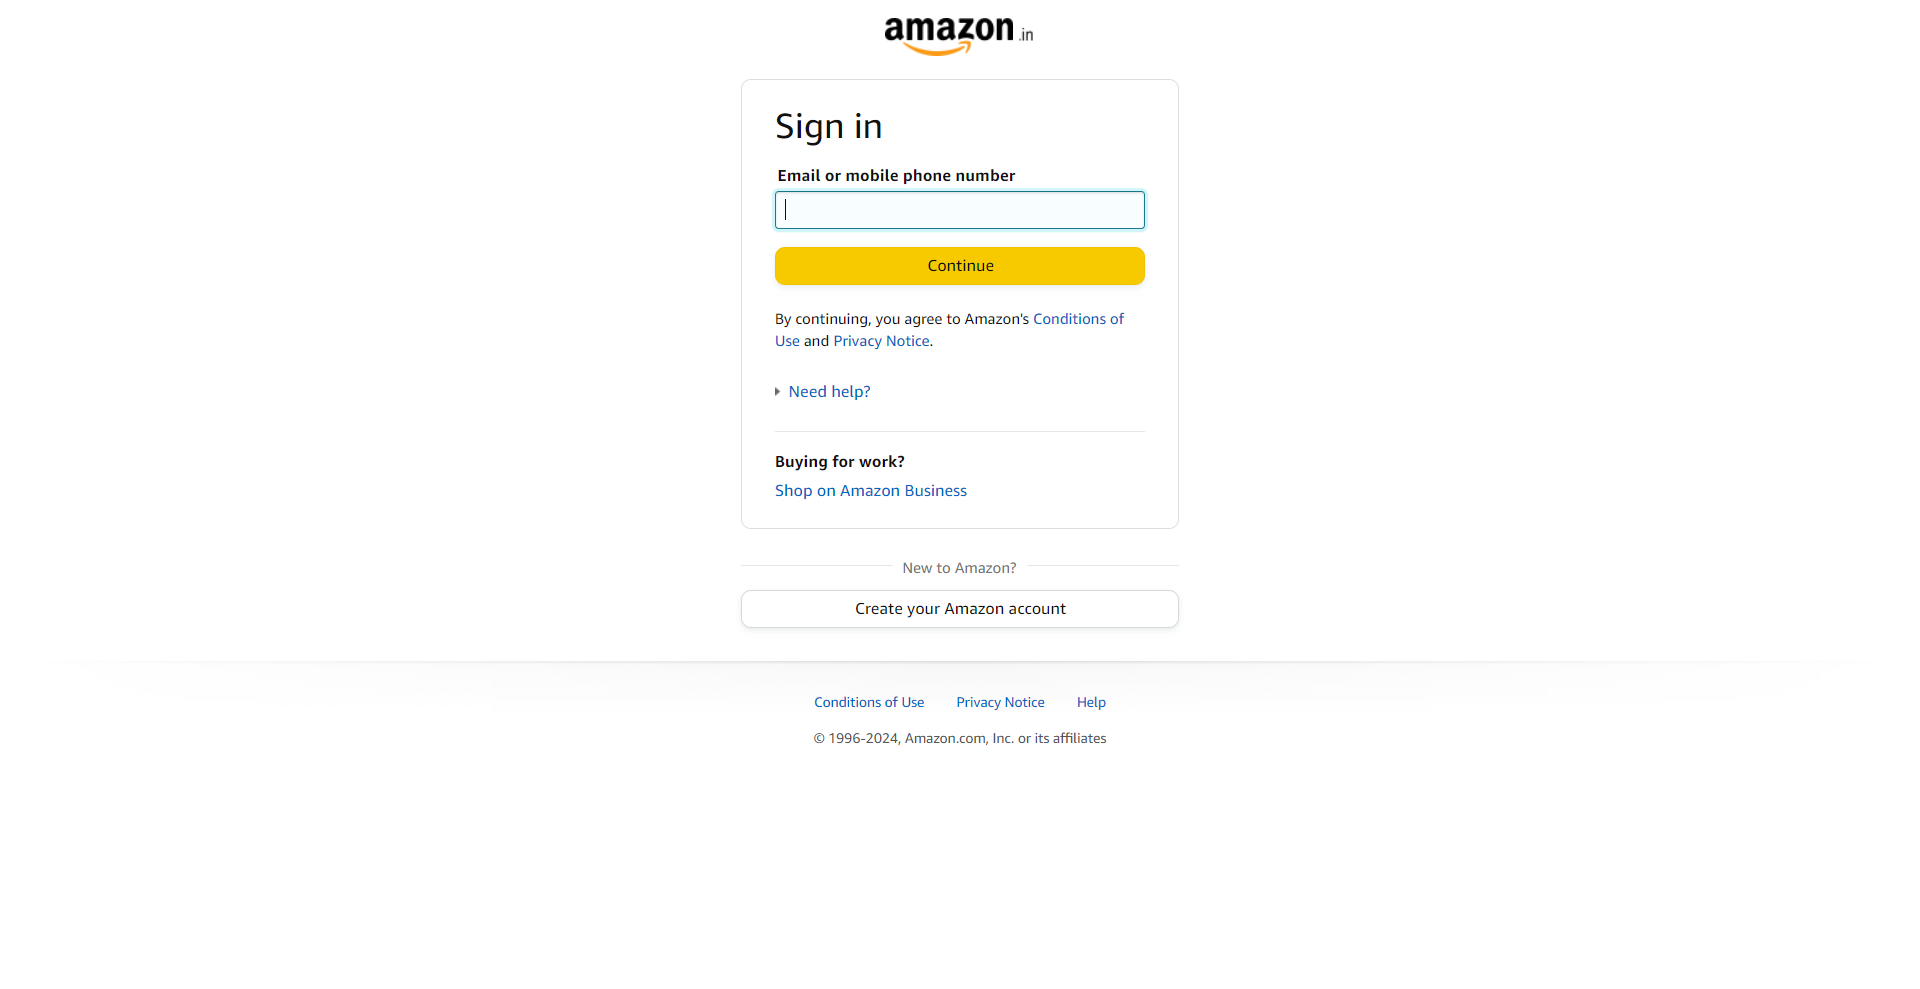 amazon.in
Sign in
Email or mobile phone number
Continue
By continuing, you agree to Amazon's Conditions of
Use and Privacy Notice.
Need help?
Buying for work?
Shop on Amazon Business
New to Amazon?
Create your Amazon account
Conditions of Use Privacy Notice Help
© 1996-2024, Amazon.com, Inc. or its affiliates